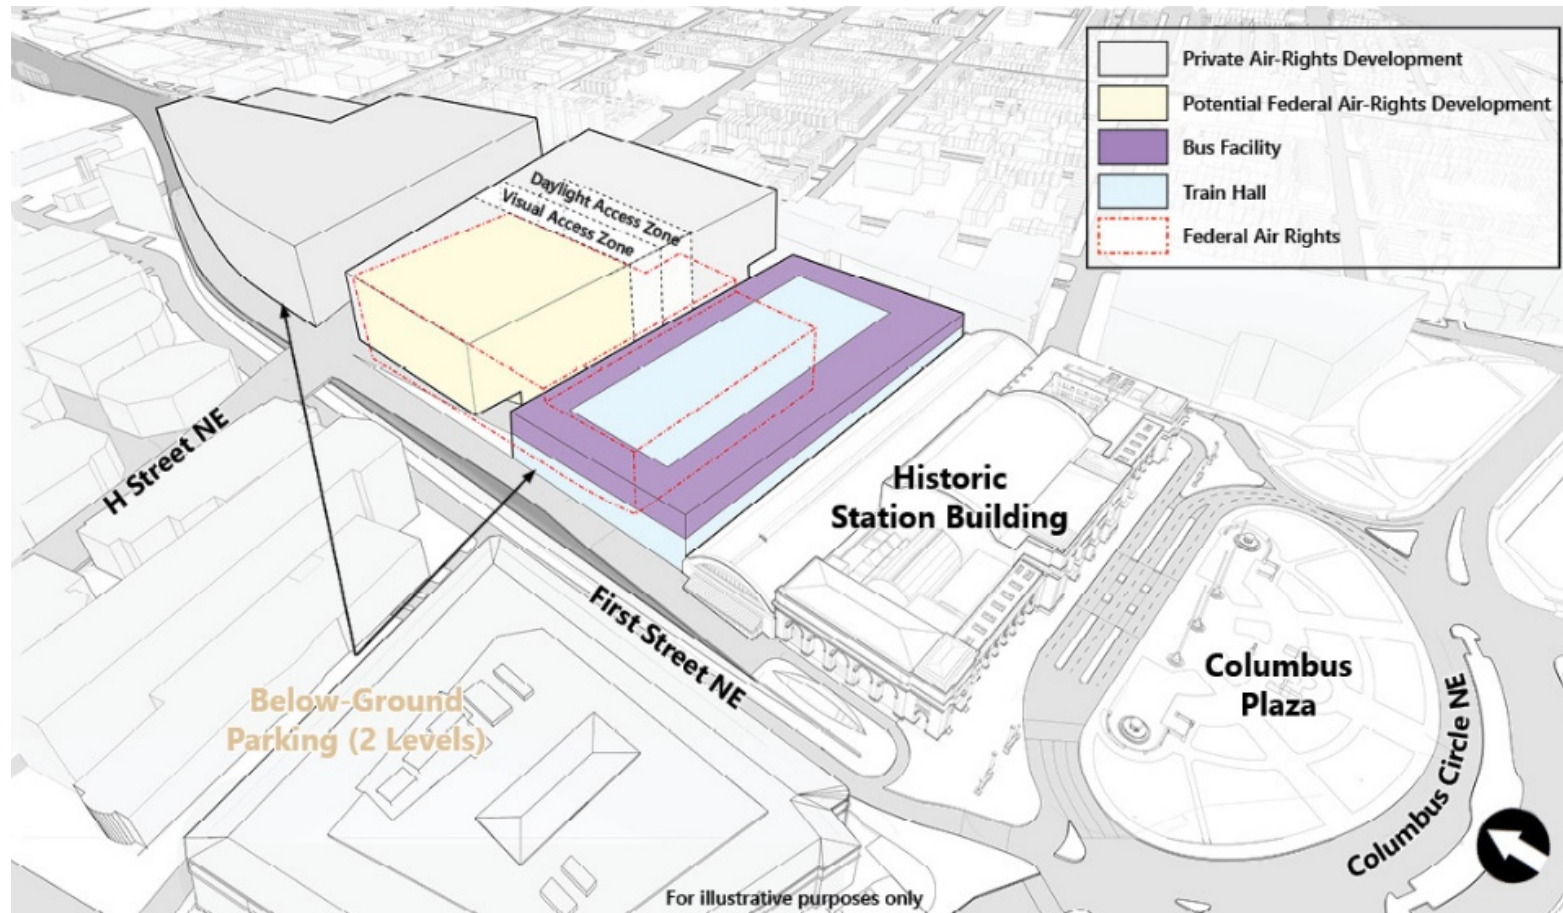 Private Air-Rights Development
Potential Federal Air-Rights Development
Bus Facility
Train Hall
Federal Air Rights
Daylight Access Zone
Visual Access Zone
H Street NE
Historic
Station Building
First Street NE
Columbus
Plaza
Below-Ground
Parking (2 Levels)
Columbus Circle NE
For illustrative purposes only